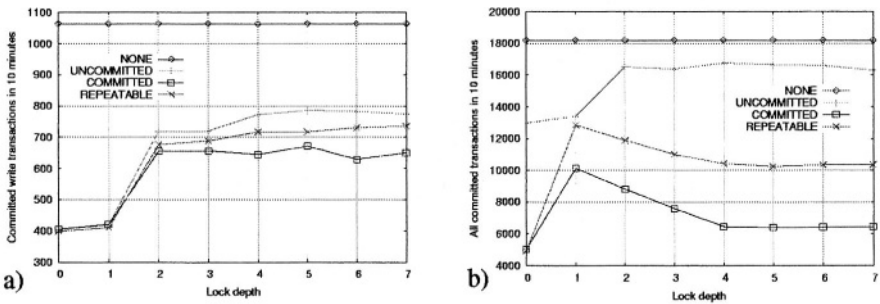 1100
1000
900
800
700
600
500
400
300
Committed write transactions in 10 minutes
NONE
UNCOMMITTED
COMMITTED
REPEATABLE
0 1 2 3 4 5 6 7
Lock depth
a)
20000
18000
16000
14000
12000
10000
8000
6000
4000
All committed transactions in 10 minutes
NONE
UNCOMMITTED
COMMITTED
REPEATABLE
0 1 2 3 4 5 6 7
Lock depth
b)